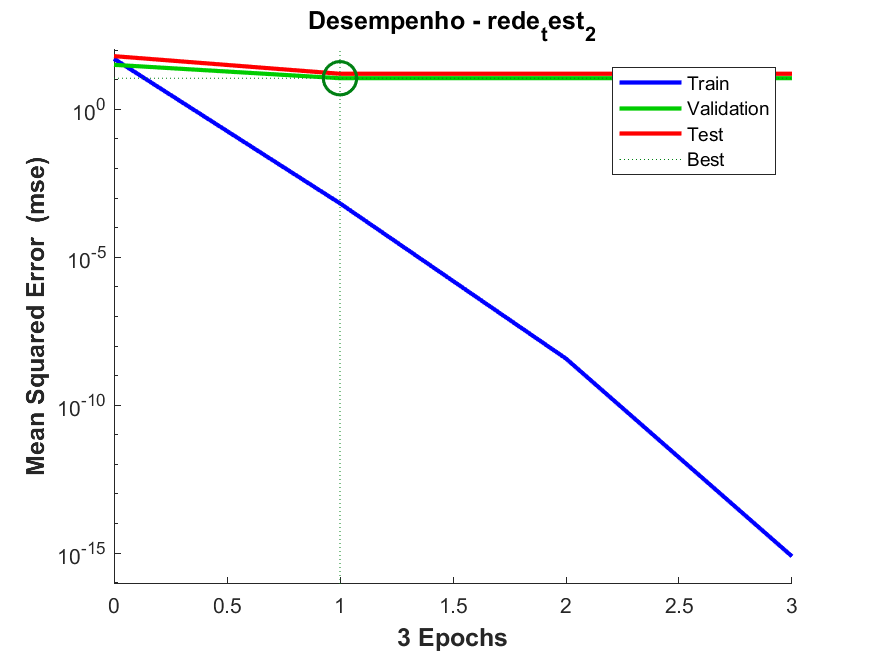 Desempenho - rede_test_2
Mean Squared Error (mse)
10^0
10^-5
10^-10
10^-15
Train
Validation
Test
Best
0 0.5 1 1.5 2 2.5 3
3 Epochs